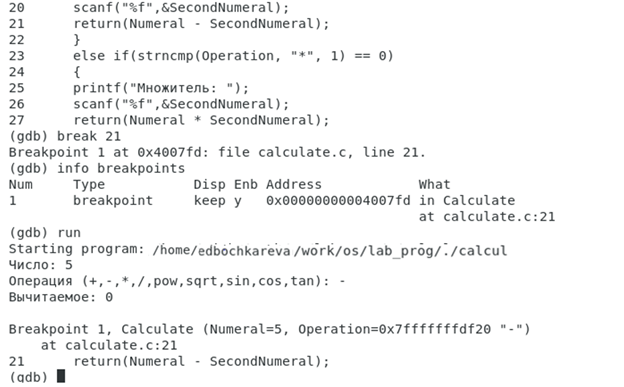 20      scanf("%f",&SecondNumeral);
21      return(Numeral - SecondNumeral);
22      }
23      else if(strncmp(Operation, "*", 1) == 0)
24      {
25      printf("Множитель: ");
26      scanf("%f",&SecondNumeral);
27      return(Numeral * SecondNumeral);
(gdb) break 21
Breakpoint 1 at 0x4007fd: file calculate.c, line 21.
(gdb) info breakpoints
Num     Type           Disp Enb Address            What
1       breakpoint     keep y   0x00000000004007fd in Calculate
                                                   at calculate.c:21
(gdb) run
Starting program: /home/edbochkareva/work/os/lab_prog/./calcul
Число: 5
Операция (+,-,*,/,pow,sqrt,sin,cos,tan): -
Вычитаемое: 0

Breakpoint 1, Calculate (Numeral=5, Operation=0x7fffffffdf20 "-")
    at calculate.c:21
21      return(Numeral - SecondNumeral);
(gdb)